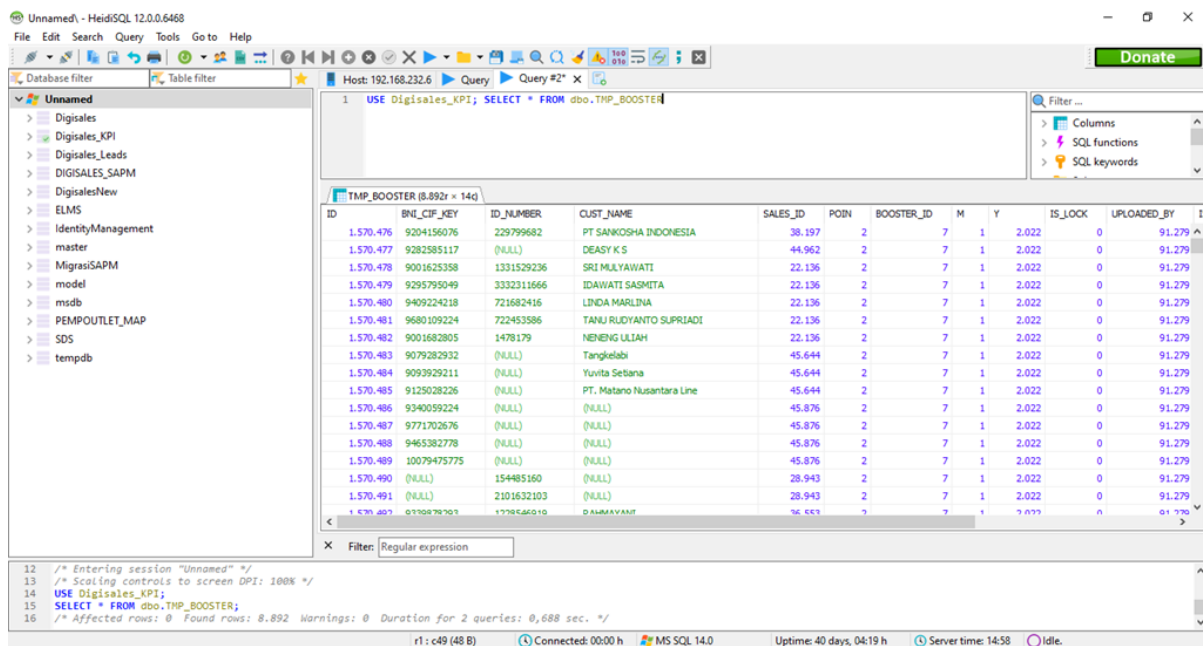 Unnamed\ - HeidiSQL 12.0.0.6468
File Edit Search Query Tools Go to Help
Donate
Database filter Table filter Host: 192.168.232.6 Query Query #2*
Unnamed
Digisales
Digisales_KPI
Digisales_Leads
DIGISALES_SAPM
DigisalesNew
ELMS
IdentityManagement
master
MigrasiSAPM
model
msdb
PEMPOUTLET_MAP
SDS
tempdb
1 USE Digisales_KPI; SELECT * FROM dbo.TMP_BOOSTER
Filter ...
Columns
SQL functions
SQL keywords
TMP_BOOSTER (8.892r × 14c)
ID BNI_CIF_KEY ID_NUMBER CUST_NAME SALES_ID POIN BOOSTER_ID M Y IS_LOCK UPLOADED_BY
1.570.476 9204156076 229799682 PT SANKOSHA INDONESIA 38.197 2 7 1 2.022 0 91.279
1.570.477 9282585117 (NULL) DEASY K S 44.962 2 7 1 2.022 0 91.279
1.570.478 9001625358 1331529236 SRI MULYAWATI 22.136 2 7 1 2.022 0 91.279
1.570.479 9295795049 3332311666 IDAWATI SASMITA 22.136 2 7 1 2.022 0 91.279
1.570.480 9409224218 721682416 LINDA MARLINA 22.136 2 7 1 2.022 0 91.279
1.570.481 9680109224 722453586 TANU RUDYANTO SUPRIADI 22.136 2 7 1 2.022 0 91.279
1.570.482 9001682805 1478179 NENENG ULIAH 22.136 2 7 1 2.022 0 91.279
1.570.483 9079282932 (NULL) Tangkelabi 45.644 2 7 1 2.022 0 91.279
1.570.484 9093929211 (NULL) Yuvita Setiana 45.644 2 7 1 2.022 0 91.279
1.570.485 9125028226 (NULL) PT. Matano Nusantara Line 45.644 2 7 1 2.022 0 91.279
1.570.486 9340059224 (NULL) (NULL) 45.876 2 7 1 2.022 0 91.279
1.570.487 9771702676 (NULL) (NULL) 45.876 2 7 1 2.022 0 91.279
1.570.488 9465382778 (NULL) (NULL) 45.876 2 7 1 2.022 0 91.279
1.570.489 10079475775 (NULL) (NULL) 45.876 2 7 1 2.022 0 91.279
1.570.490 (NULL) 154485160 (NULL) 28.943 2 7 1 2.022 0 91.279
1.570.491 (NULL) 2101632103 (NULL) 28.943 2 7 1 2.022 0 91.279
1.570.492 9339878293 1228546919 RAHMAYANI 36.553 2 7 1 2.022 0 91.279
Filter: Regular expression
12 /* Entering session "Unnamed" */
13 /* Scaling controls to screen DPI: 100% */
14 USE Digisales_KPI;
15 SELECT * FROM dbo.TMP_BOOSTER;
16 /* Affected rows: 0 Found rows: 8.892 Warnings: 0 Duration for 2 queries: 0,688 sec. */
r1 : c49 (48 B) Connected: 00:00 h MS SQL 14.0 Uptime: 40 days, 04:19 h Server time: 14:58 Idle.